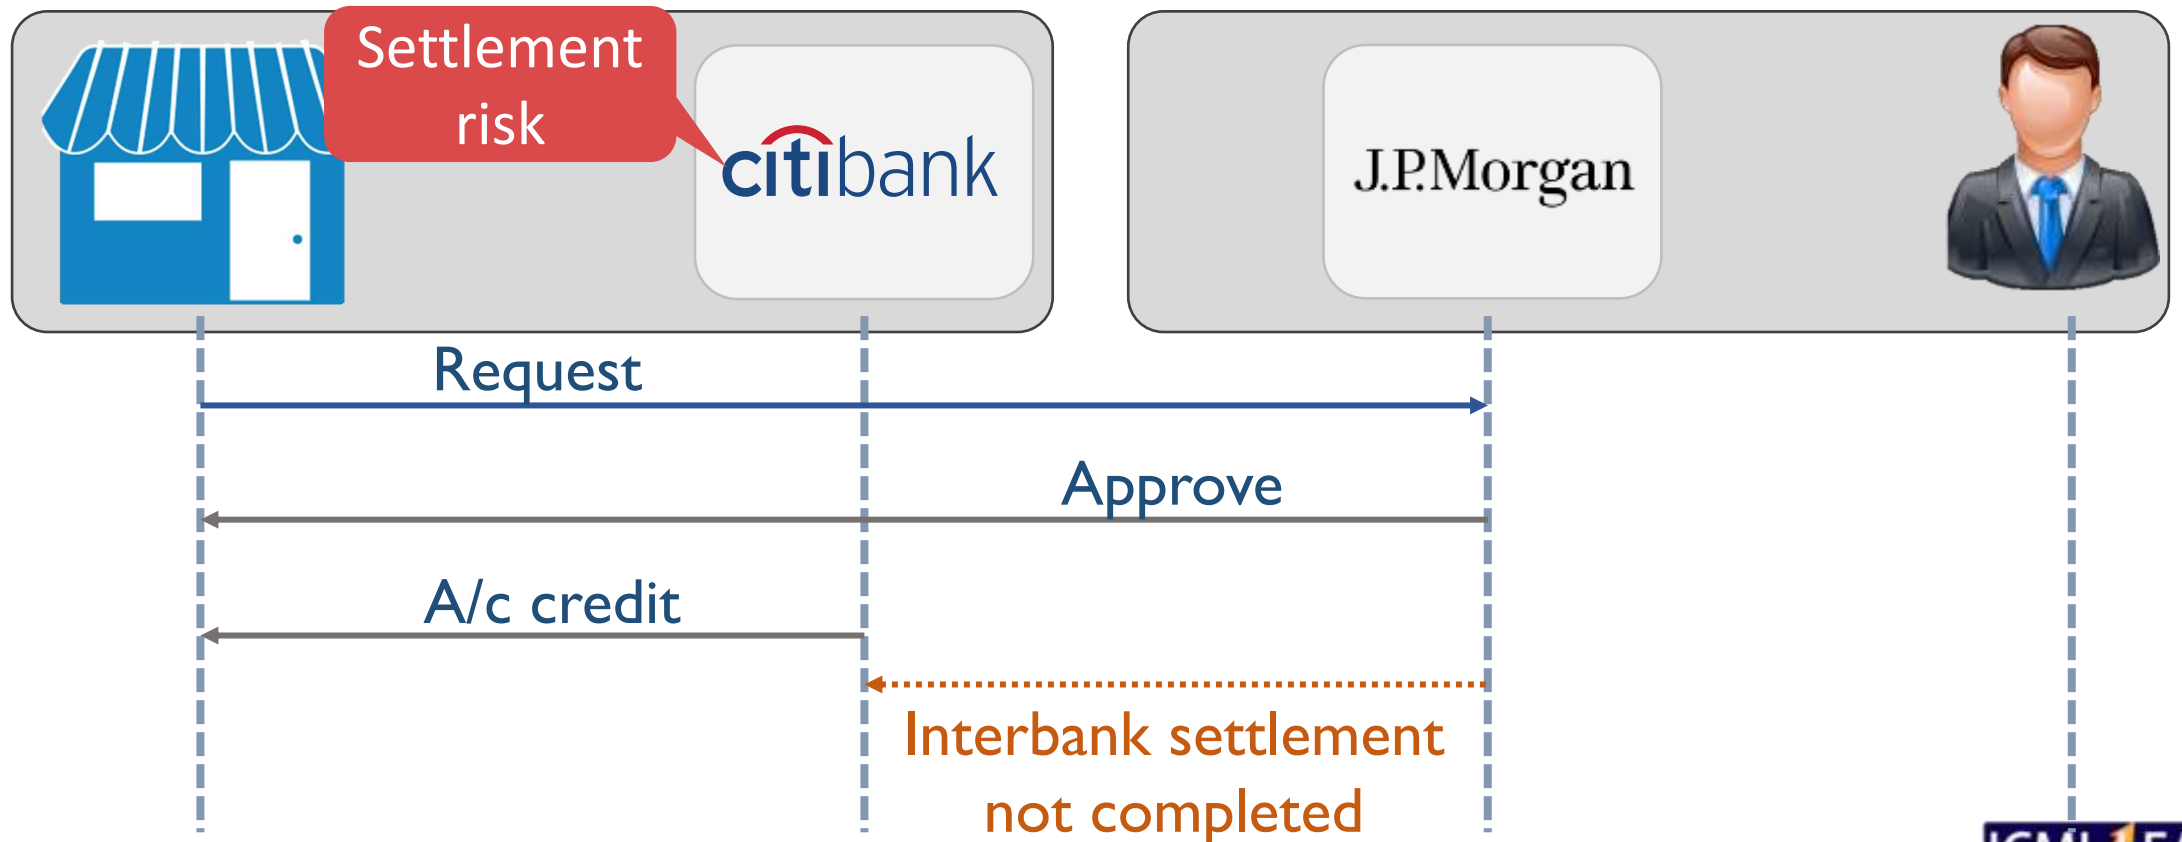 Settlement
risk
citibank
J.P.Morgan
Request
Approve
A/c credit
Interbank settlement
not completed